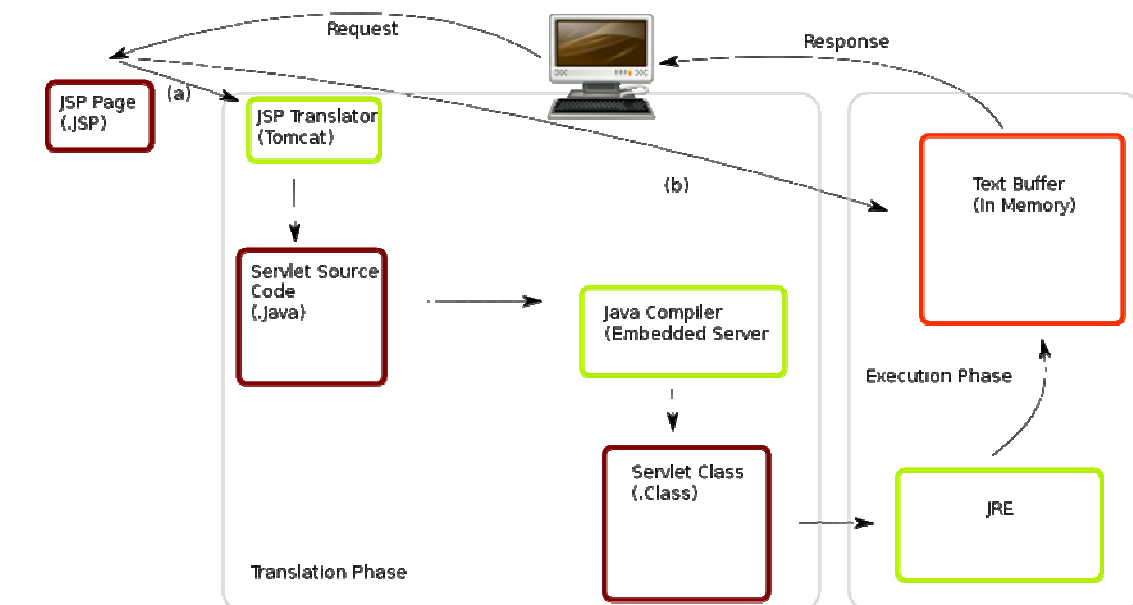 Request
Response
JSP Page
(.JSP)
(a)
JSP Translator
(Tomcat)
(b)
Text Buffer
(In Memory)
Servlet Source
Code
(.Java)
Java Compiler
(Embedded Server
Execution Phase
Servlet Class
(.Class)
JRE
Translation Phase